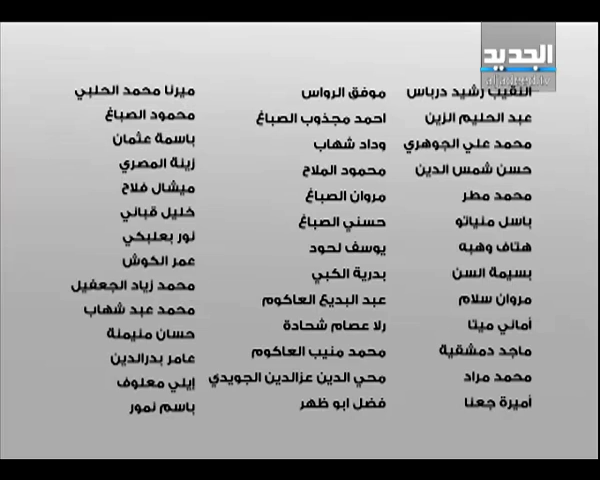 الجديد
aljadeed.tv
النقيب رشيد درباس
عبد الحليم الزين
محمد علي الجوهري
حسن شمس الدين
محمد مطر
باسل منياتو
هتاف وهبه
بسيمة السن
مروان سلام
أماني ميتا
ماجد دمشقية
محمد مراد
أميرة جعنا
موفق الرواس
احمد مجذوب الصباغ
وداد شهاب
محمود الملاح
مروان الصباغ
حسني الصباغ
يوسف لحود
بدرية الكبي
عبد البديع العاكوم
رلا عصام شحادة
محمد منيب العاكوم
محي الدين عزالدين الجويدي
فضل ابو ظهر
ميرنا محمد الحلبي
محمود الصباغ
باسمة عثمان
زينة المصري
ميشال فلاح
خليل قباني
نور بعلبكي
عمر الكوش
محمد زياد الجعفيل
محمد عبد شهاب
حسان منيمنة
عامر بدرالدين
إيلي معلوف
باسم نمور